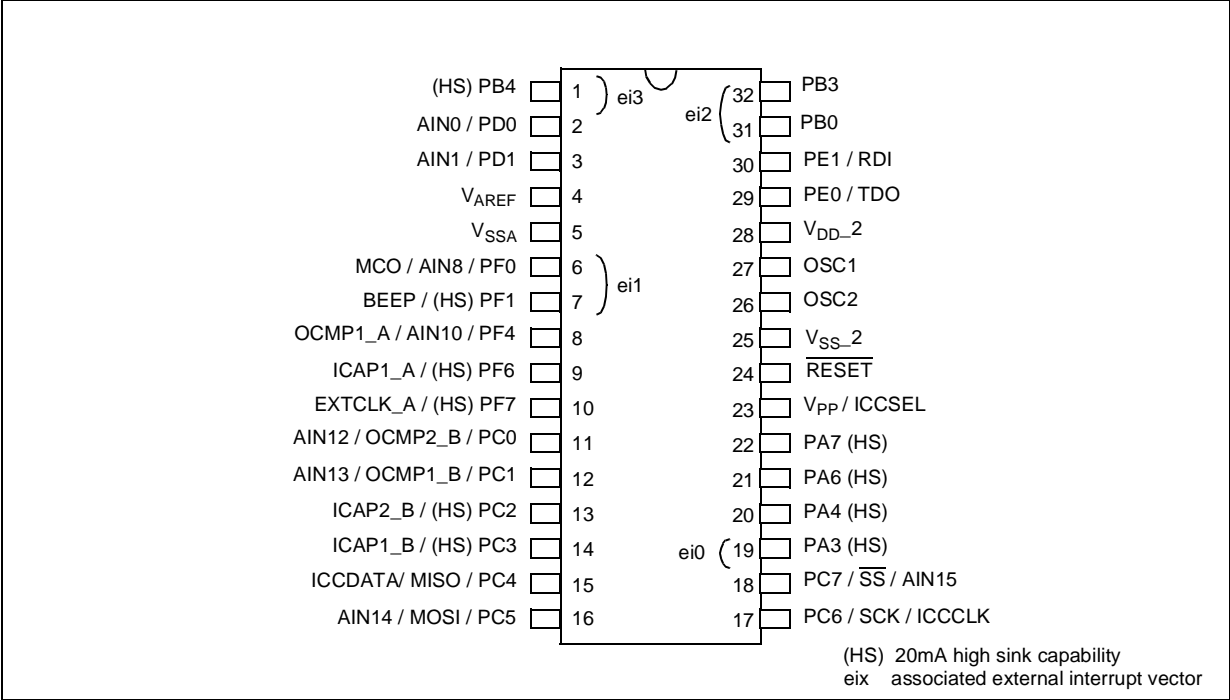 (HS) PB4 1 ei3 ei2 32 PB3
AIN0 / PD0 2 31 PB0
AIN1 / PD1 3 30 PE1 / RDI
VAREF 4 29 PE0 / TDO
VSSA 5 28 VDD_2
MCO / AIN8 / PF0 6 ei1 27 OSC1
BEEP / (HS) PF1 7 26 OSC2
OCMP1_A / AIN10 / PF4 8 25 VSS_2
ICAP1_A / (HS) PF6 9 24 RESET
EXTCLK_A / (HS) PF7 10 23 VPP / ICCSEL
AIN12 / OCMP2_B / PC0 11 22 PA7 (HS)
AIN13 / OCMP1_B / PC1 12 21 PA6 (HS)
ICAP2_B / (HS) PC2 13 20 PA4 (HS)
ICAP1_B / (HS) PC3 14 ei0 19 PA3 (HS)
ICCDATA/ MISO / PC4 15 18 PC7 / SS / AIN15
AIN14 / MOSI / PC5 16 17 PC6 / SCK / ICCCLK
(HS) 20mA high sink capability
eix associated external interrupt vector